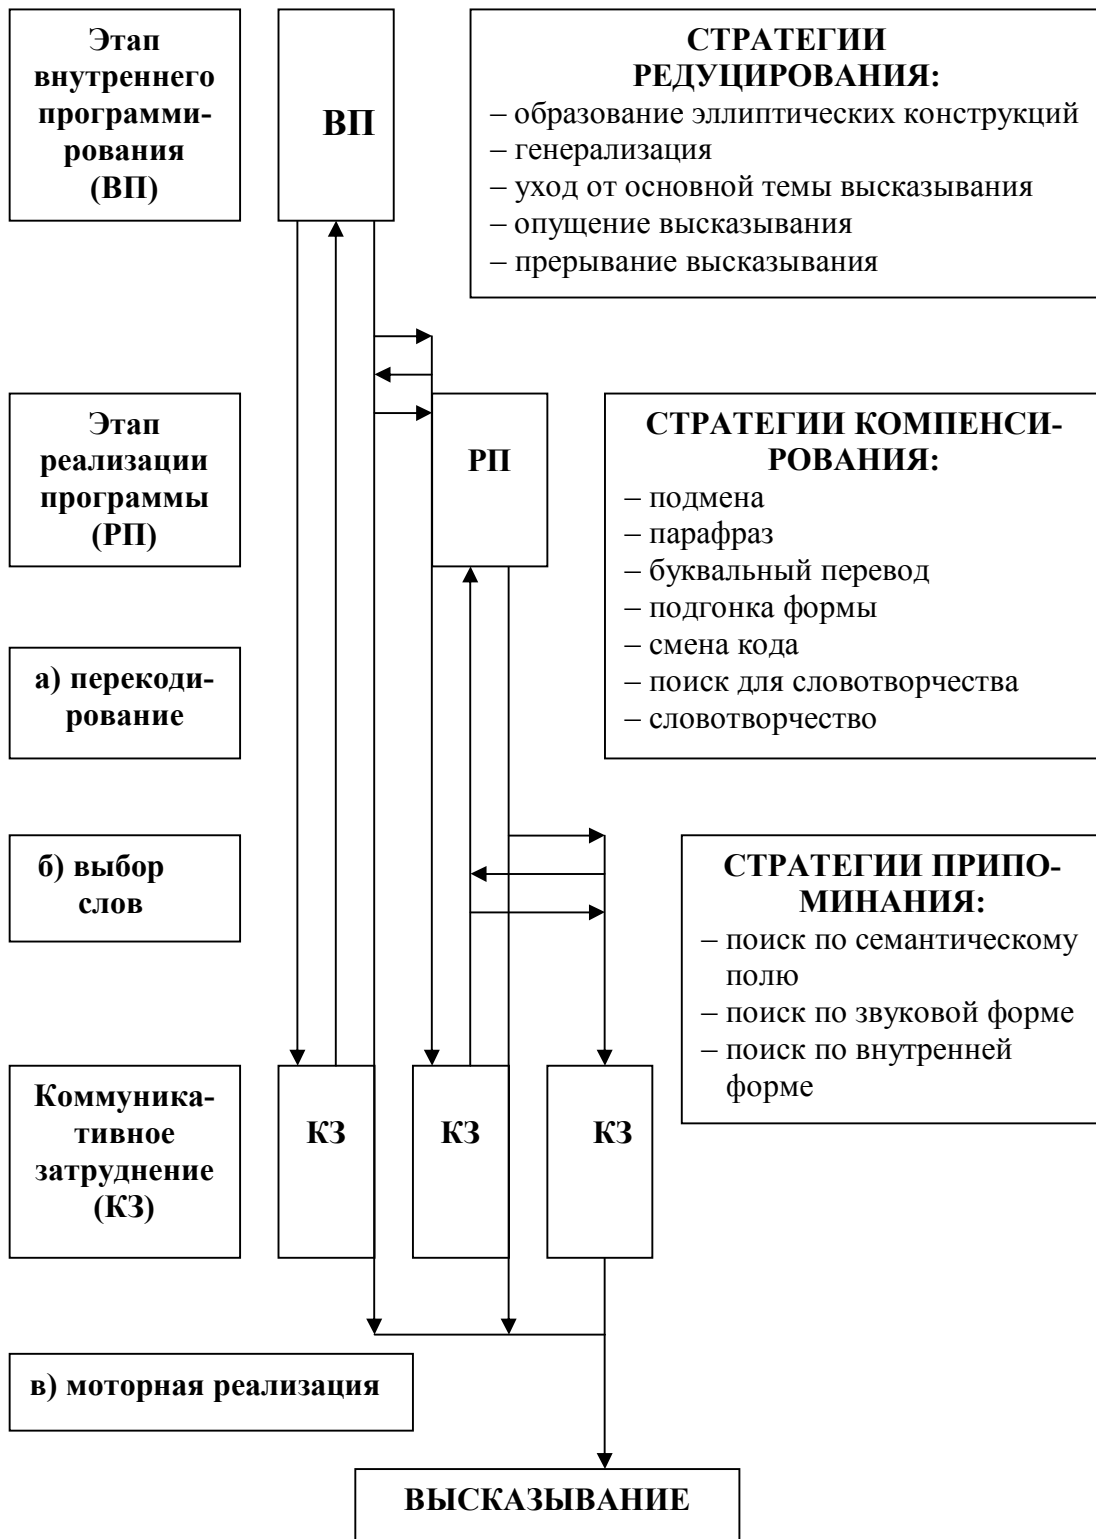 Этап
внутреннего
программи-
рования
(ВП)
ВП
СТРАТЕГИИ
РЕДУЦИРОВАНИЯ:
– образование эллиптических конструкций
– генерализация
– уход от основной темы высказывания
– опущение высказывания
– прерывание высказывания
Этап
реализации
программы
(РП)
РП
СТРАТЕГИИ КОМПЕНСИ-
РОВАНИЯ:
– подмена
– парафраз
– буквальный перевод
– подгонка формы
– смена кода
– поиск для словотворчества
– словотворчество
а) перекоди-
рование
б) выбор
слов
СТРАТЕГИИ ПРИПО-
МИНАНИЯ:
– поиск по семантическому
полю
– поиск по звуковой форме
– поиск по внутренней
форме
Коммуника-
тивное
затруднение
(КЗ)
КЗ
КЗ
КЗ
в) моторная реализация
ВЫСКАЗЫВАНИЕ